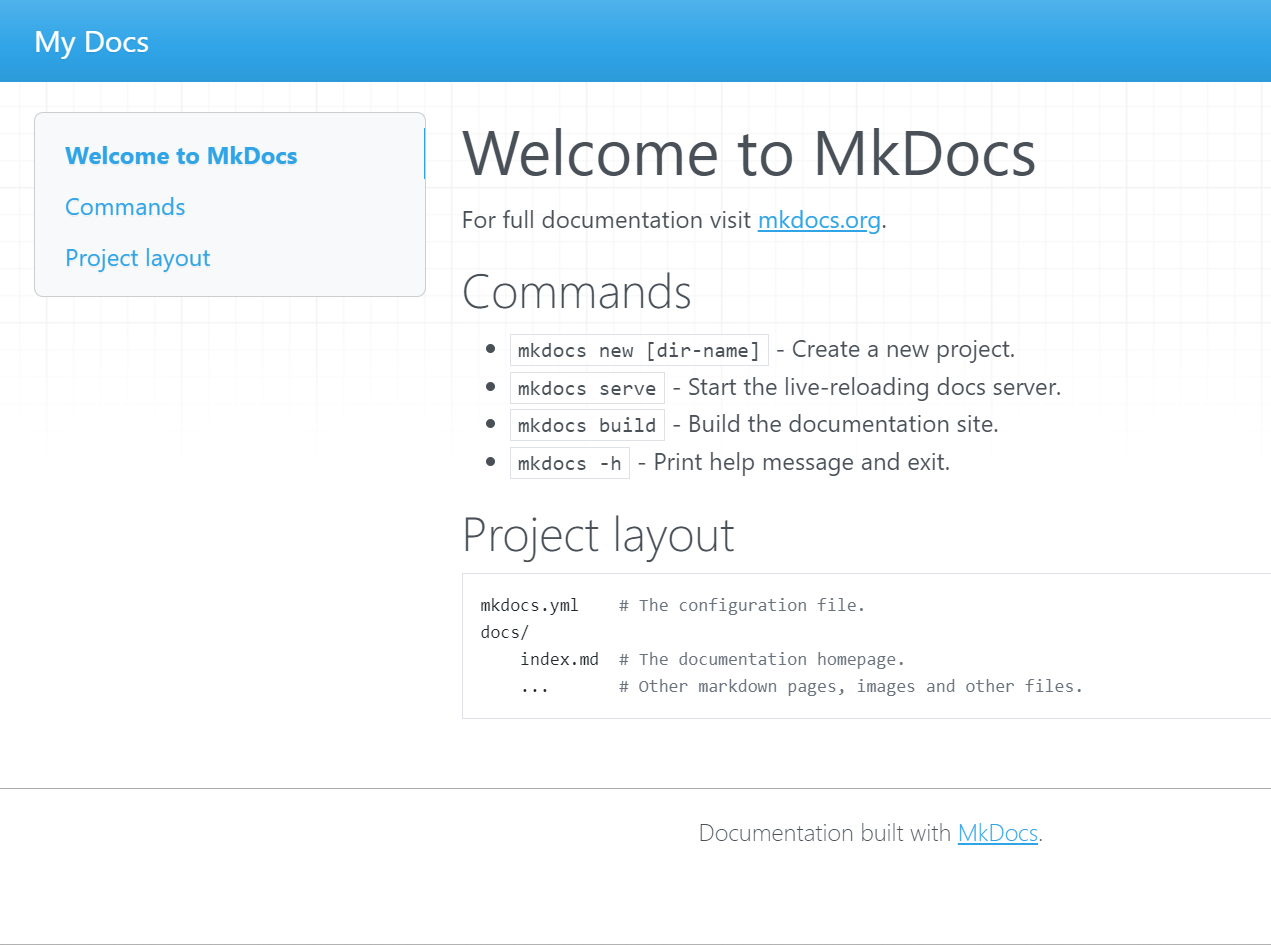 My Docs
Welcome to MkDocs
Commands
Project layout
Welcome to MkDocs
For full documentation visit mkdocs.org.
Commands
mkdocs new [dir-name] - Create a new project.
mkdocs serve - Start the live-reloading docs server.
mkdocs build - Build the documentation site.
mkdocs -h - Print help message and exit.
Project layout
mkdocs.yml    # The configuration file.
docs/
    index.md  # The documentation homepage.
    ...       # Other markdown pages, images and other files.
Documentation built with MkDocs.